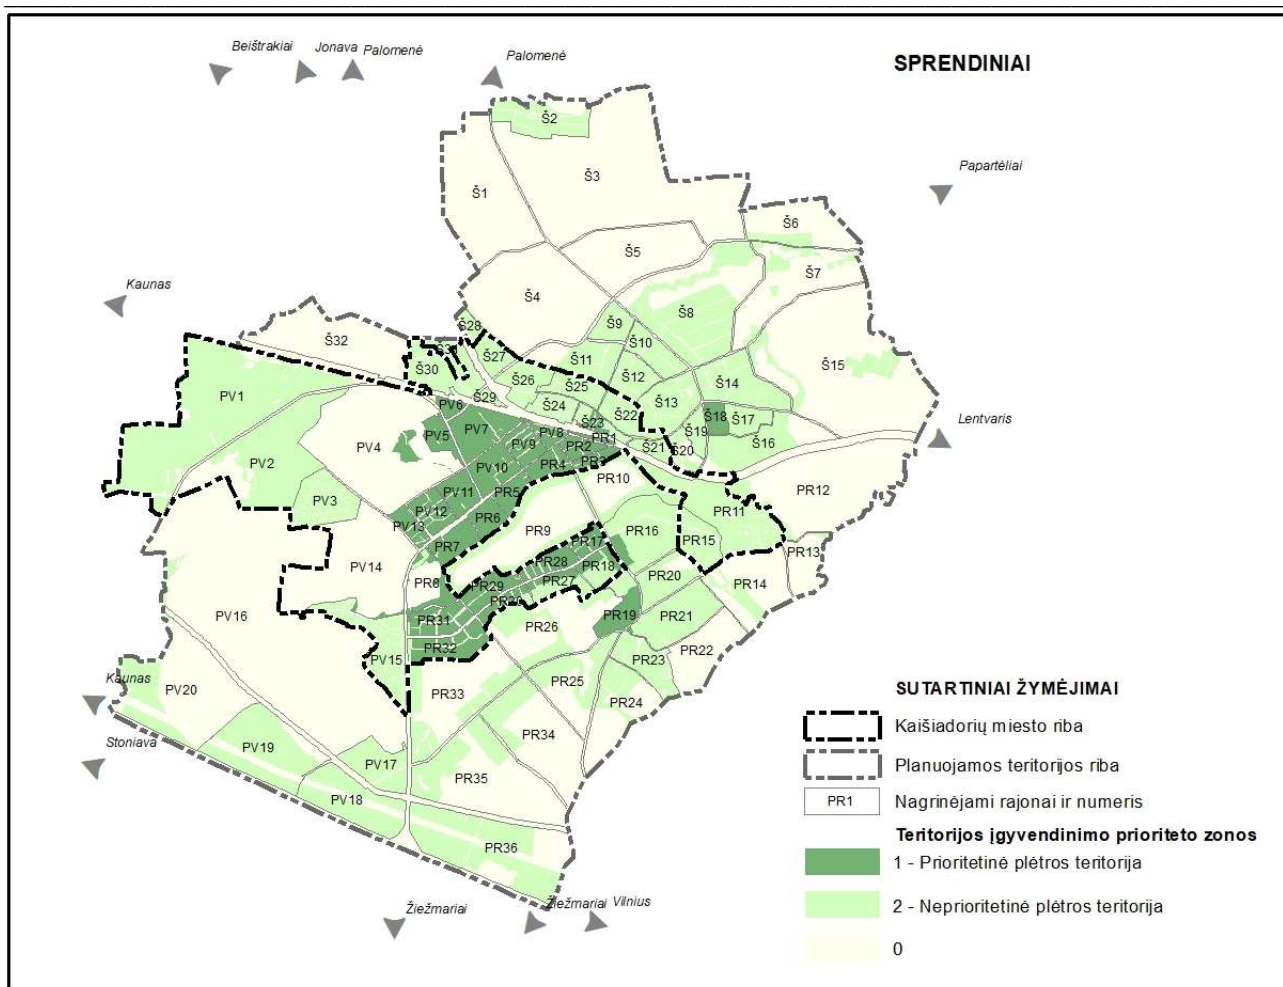 Beištrakiai
Jonava
Palomenė
Palomenė
SPRENDINIAI
Papartėliai
Kaunas
Lentvaris
Kaunas
Stoniava
Žiežmariai
Žiežmariai
Vilnius
Š2
Š1
Š3
Š6
Š5
Š7
Š4
Š8
Š9
Š28
Š10
Š32
Š27
Š11
Š15
Š30
Š26
Š25
Š12
Š14
PV1
Š29
Š24
Š22
Š13
PV6
Š23
Š18
Š17
PV4
PV5
PV7
PV8
PR1
Š19
Š16
PV9
PR2
Š21
Š20
PV2
PV10
PR4
PR3
PR10
PR12
PV3
PV11
PR5
PV12
PR6
PR11
PV13
PR9
PR16
PR15
PR7
PR17
PR13
PV14
PR8
PR28
PR18
PR20
PR14
PR29
PR27
PV16
PR31
PR19
PR21
PR26
PR32
PR22
PV15
PR23
PV20
PR33
PR25
PR24
PR34
PV19
PV17
PR35
PV18
PR36
SUTARTINIAI ŽYMĖJIMAI
Kaišiadorių miesto riba
Planuojamos teritorijos riba
PR1 Nagrinėjami rajonai ir numeris
Teritorijos įgyvendinimo prioriteto zonos
1 - Prioritetinė plėtros teritorija
2 - Neprioritetinė plėtros teritorija
0